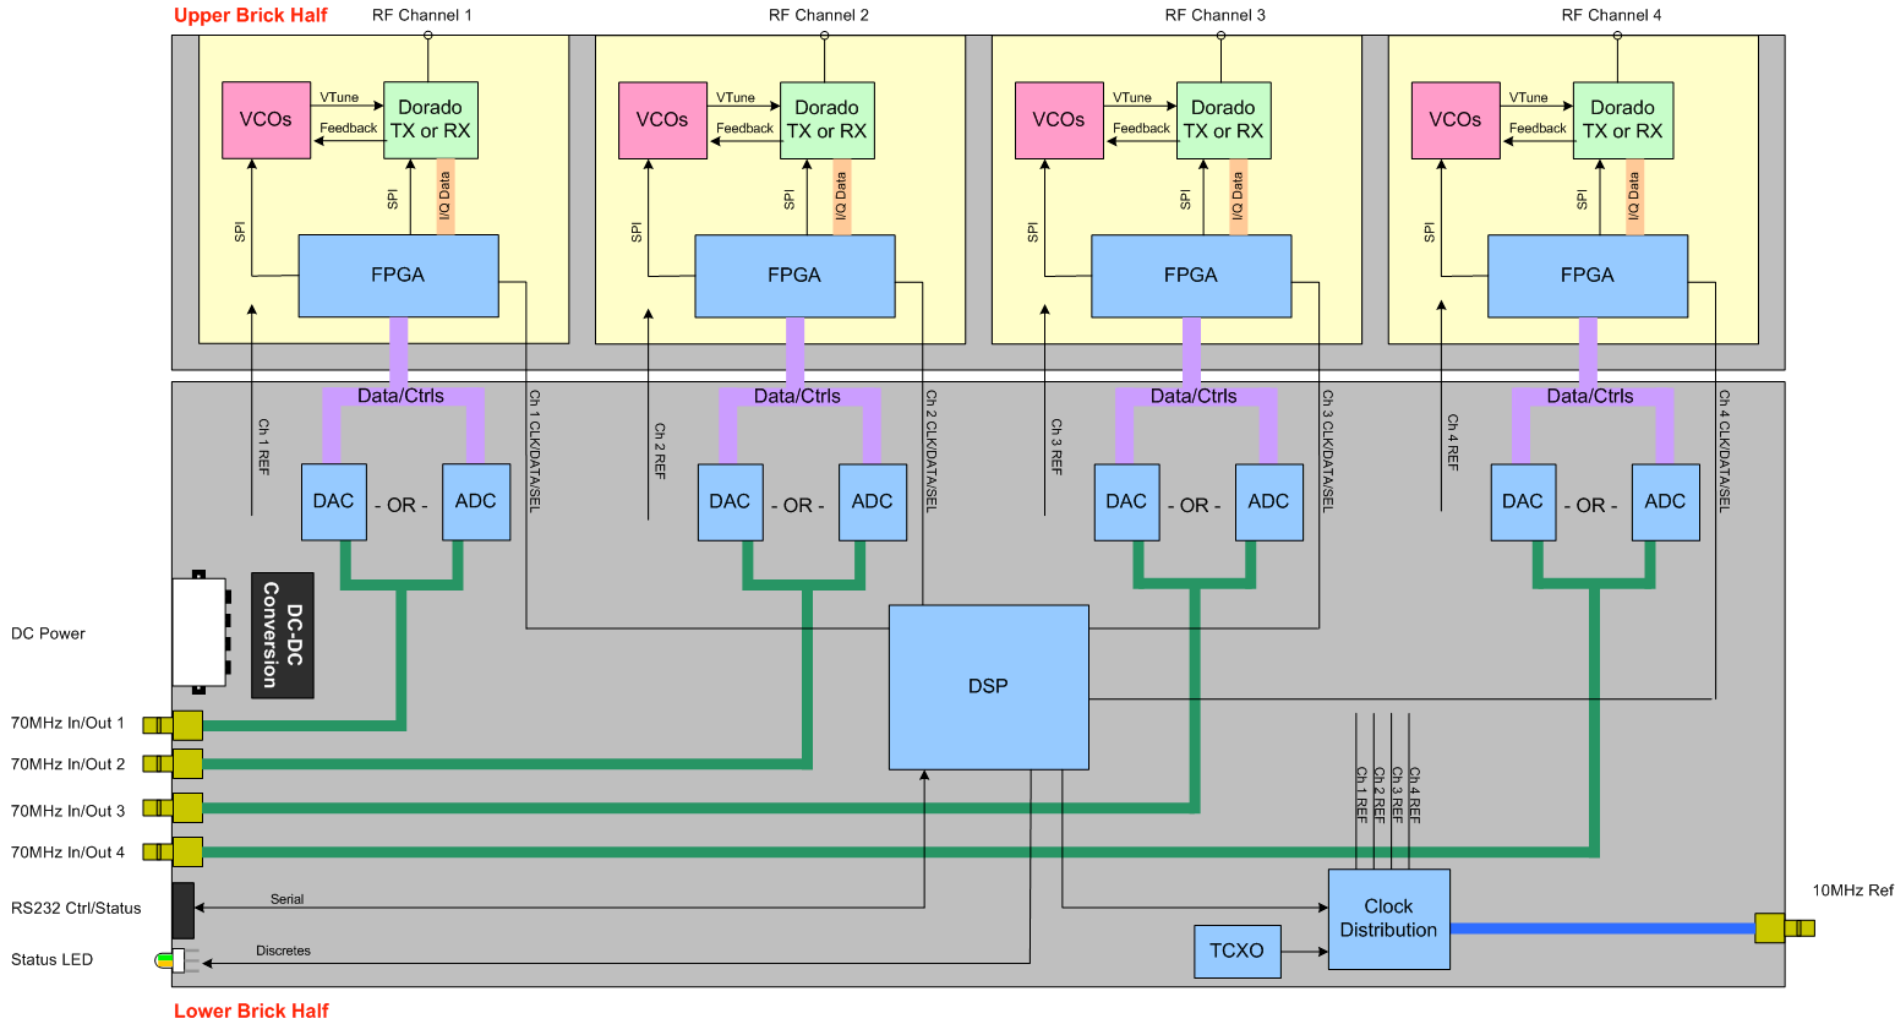 Upper Brick Half
RF Channel 1
RF Channel 2
RF Channel 3
RF Channel 4
VCOs
VTune
Feedback
Dorado
TX or RX
SPI
SPI
I/Q Data
FPGA
VCOs
VTune
Feedback
Dorado
TX or RX
SPI
SPI
I/Q Data
FPGA
VCOs
VTune
Feedback
Dorado
TX or RX
SPI
SPI
I/Q Data
FPGA
VCOs
VTune
Feedback
Dorado
TX or RX
SPI
SPI
I/Q Data
FPGA
Ch 1 REF
Data/Ctrls
DAC
- OR -
ADC
Ch 1 CLK/DATA/SEL
Ch 2 REF
Data/Ctrls
DAC
- OR -
ADC
Ch 2 CLK/DATA/SEL
Ch 3 REF
Data/Ctrls
DAC
- OR -
ADC
Ch 3 CLK/DATA/SEL
Ch 4 REF
Data/Ctrls
DAC
- OR -
ADC
Ch 4 CLK/DATA/SEL
DC Power
DC-DC
Conversion
DSP
70MHz In/Out 1
70MHz In/Out 2
70MHz In/Out 3
70MHz In/Out 4
Ch 1 REF
Ch 2 REF
Ch 3 REF
Ch 4 REF
RS232 Ctrl/Status
Serial
Clock
Distribution
10MHz Ref
TCXO
Status LED
Discretes
Lower Brick Half